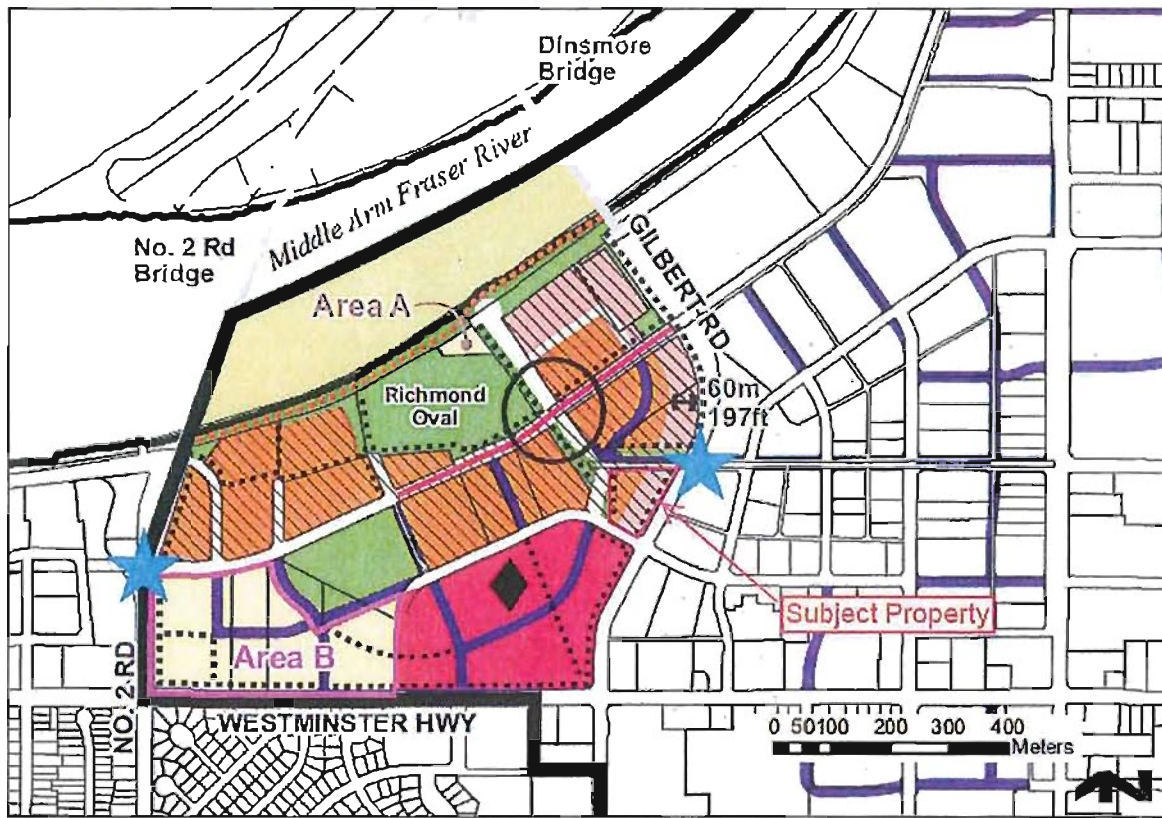 Dinsmore
Bridge
Middle Arm Fraser River
No. 2 Rd
Bridge
GILBERT RD
Area A
Richmond
Oval
60m
197ft
Subject Property
Area B
NO. 2 RD
WESTMINSTER HWY
0 50 100 200 300 400
Meters